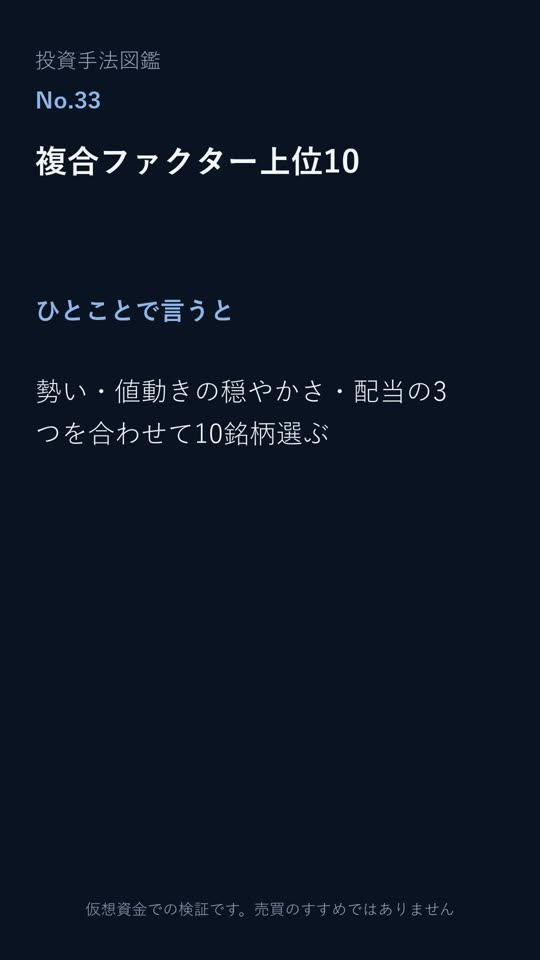 投資手法図鑑
No.33
複合ファクター上位10
ひとことで言うと
勢い・値動きの穏やかさ・配当の3
つを合わせて10銘柄選ぶ
仮想資金での検証です。売買のすすめではありません